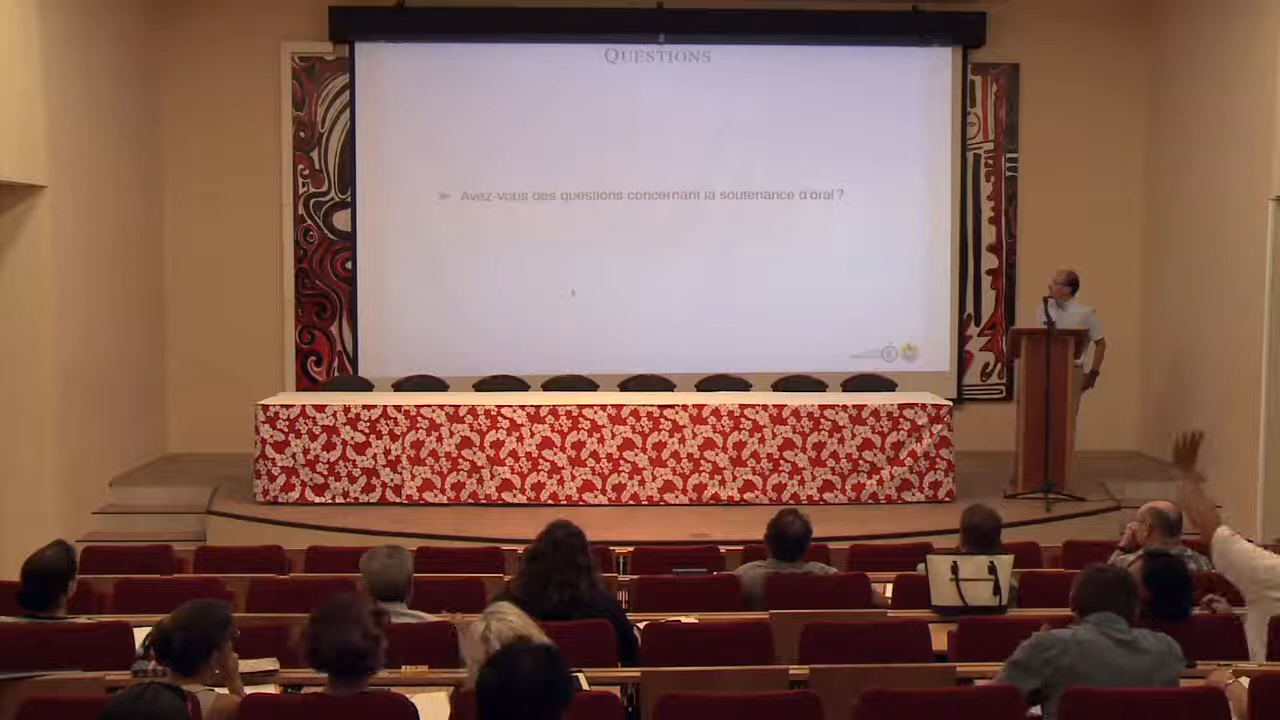 QUESTIONS
➢ Avez-vous des questions concernant la soutenance d'oral ?